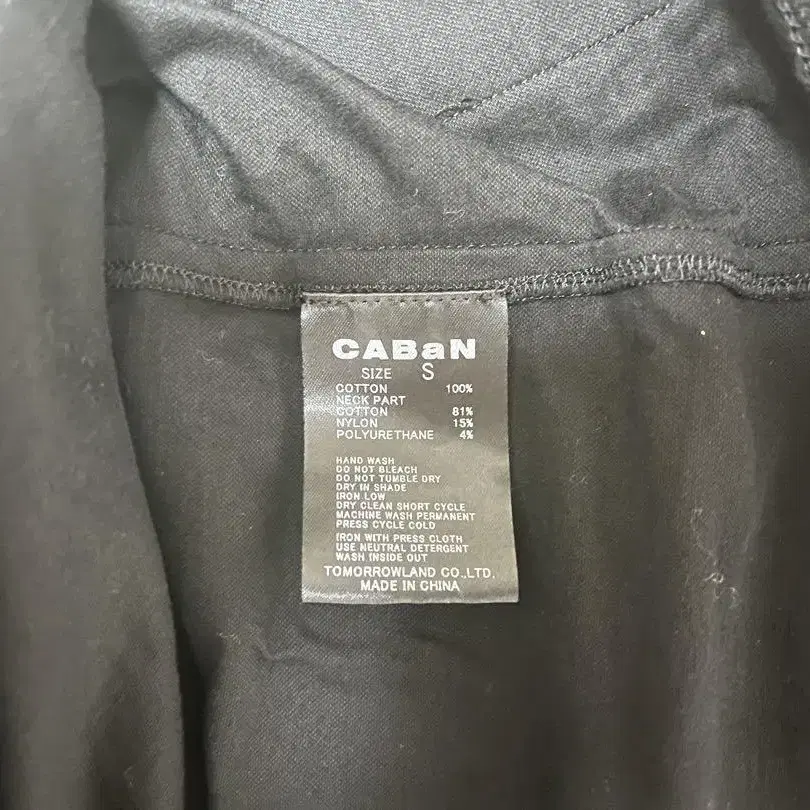 CABaN
SIZE S
COTTON 100%
NECK PART
COTTON 81%
NYLON 15%
POLYURETHANE 4%
HAND WASH
DO NOT BLEACH
DO NOT TUMBLE DRY
DRY IN SHADE
IRON LOW
DRY CLEAN SHORT CYCLE
MACHINE WASH PERMANENT
PRESS CYCLE COLD
IRON WITH PRESS CLOTH
USE NEUTRAL DETERGENT
WASH INSIDE OUT
TOMORROWLAND CO.,LTD.
MADE IN CHINA